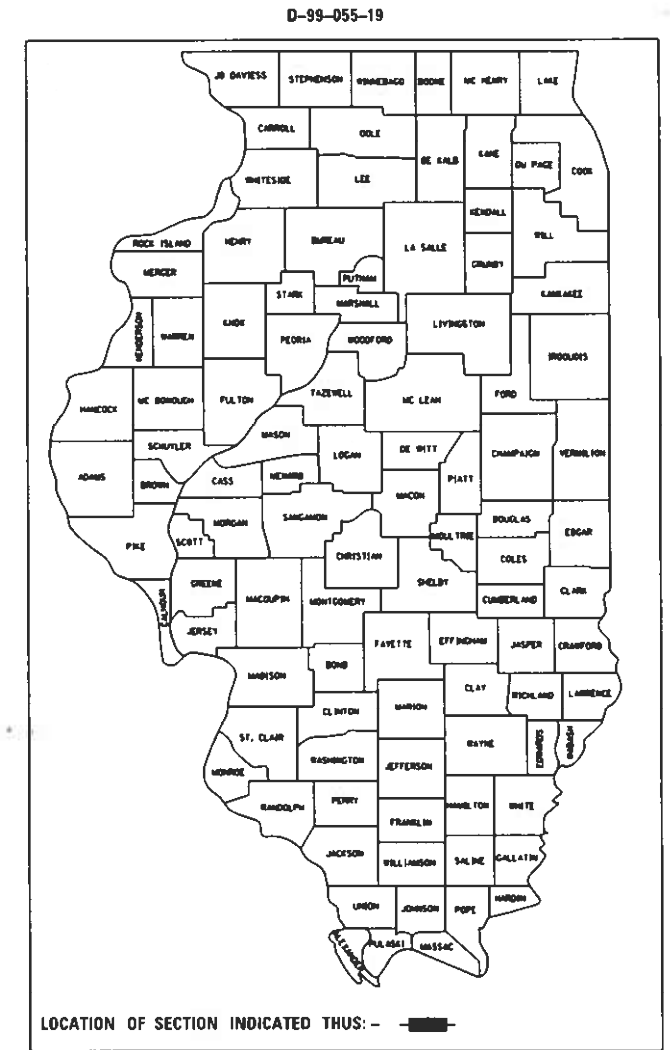 D-99-055-19
JO DAVIESS STEPHENSON WINNEBAGO BOONE MC HENRY LAKE
CARROLL OGLE DE KALB KANE DU PAGE COOK
WHITESIDE LEE KENDALL WILL
ROCK ISLAND HENRY BUREAU LA SALLE GRUNDY
MERCER PUTNAM
STARK MARSHALL KANKAKEE
HENDERSON WARREN KNOX PEORIA WOODFORD LIVINGSTON IROQUOIS
HANCOCK MC DONOUGH FULTON TAZEWELL MC LEAN FORD
MASON
SCHUYLER LOGAN DE WITT CHAMPAIGN VERMILION
ADAMS BROWN CASS MENARD PIATT
MACON
PIKE SCOTT MORGAN SANGAMON MOULTRIE DOUGLAS EDGAR
CHRISTIAN COLES
CALHOUN GREENE MACOUPIN MONTGOMERY SHELBY CUMBERLAND CLARK
JERSEY FAYETTE EFFINGHAM JASPER CRAWFORD
MADISON BOND CLAY RICHLAND LAWRENCE
CLINTON MARION
ST. CLAIR WAYNE EDWARDS WABASH
MONROE WASHINGTON JEFFERSON
RANDOLPH PERRY HAMILTON WHITE
FRANKLIN
JACKSON WILLIAMSON SALINE GALLATIN
UNION JOHNSON POPE HARDIN
ALEXANDER PULASKI MASSAC
LOCATION OF SECTION INDICATED THUS: -